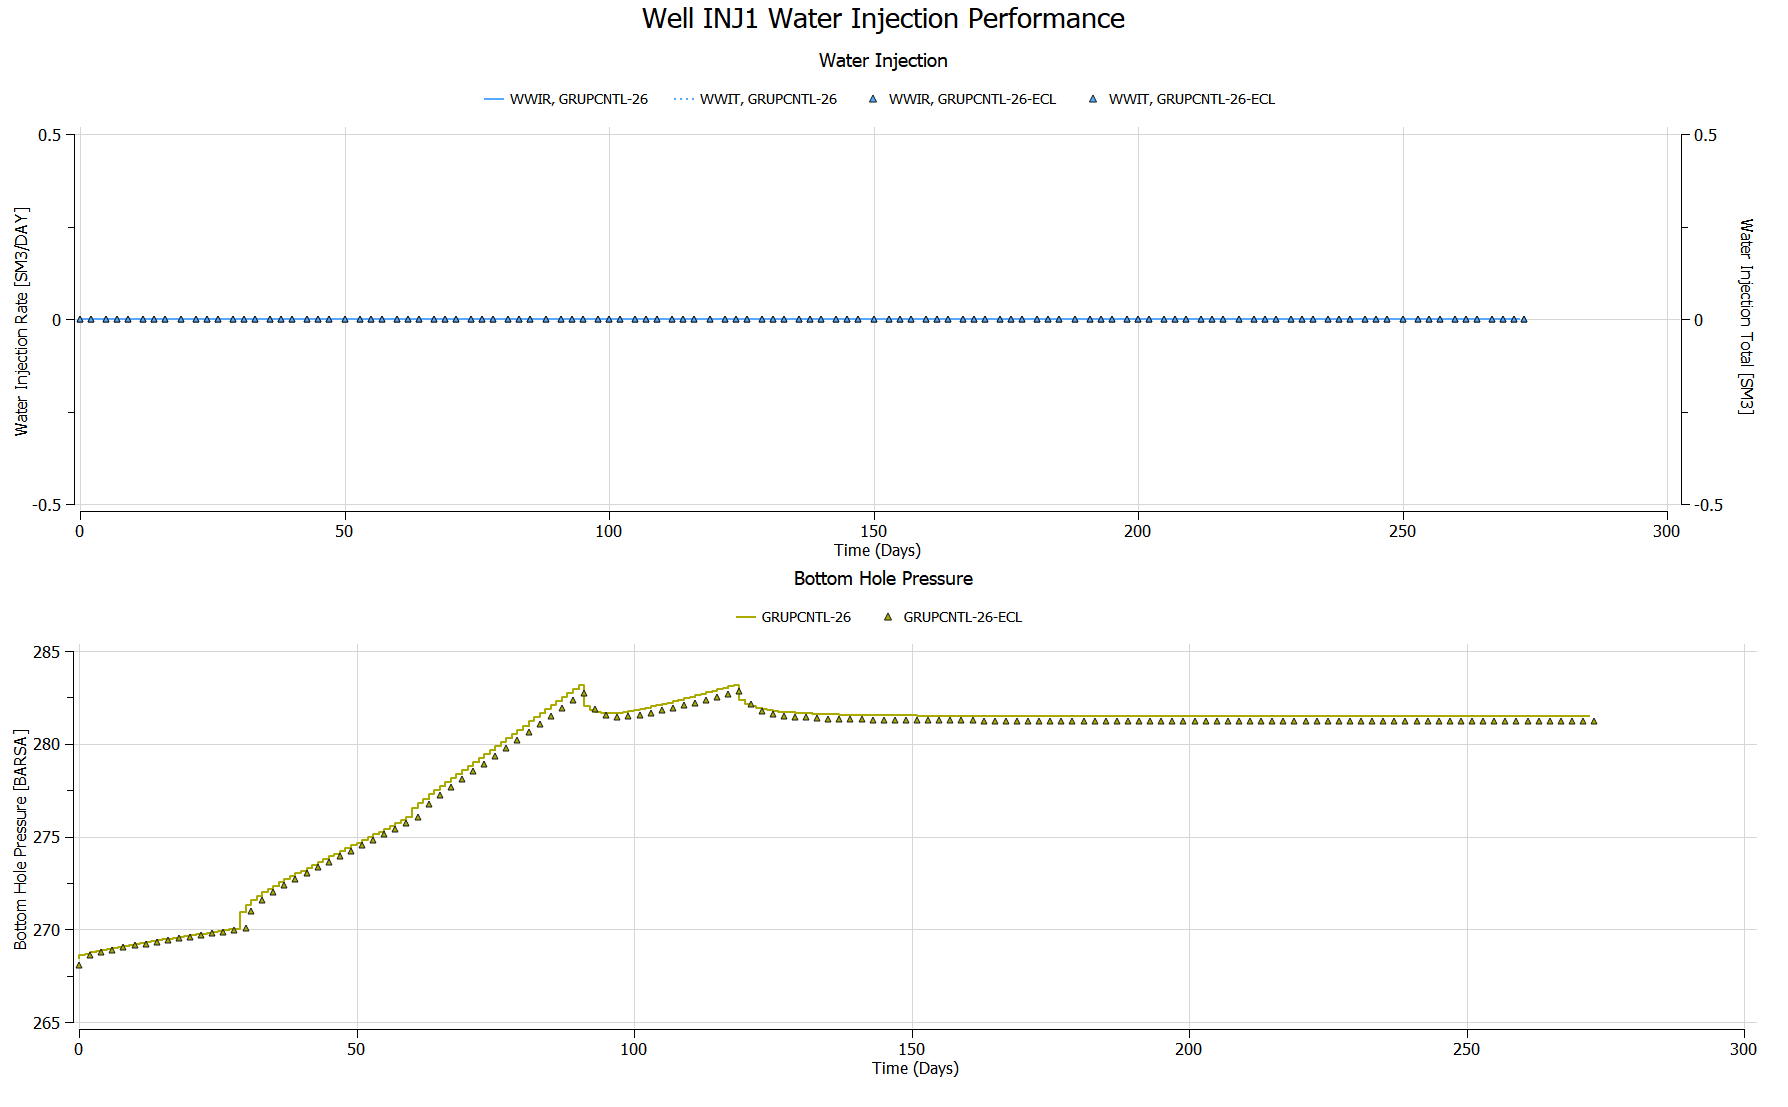 Well INJ1 Water Injection Performance
Water Injection
WWIR, GRUPCNTL-26 WWIT, GRUPCNTL-26 WWIR, GRUPCNTL-26-ECL WWIT, GRUPCNTL-26-ECL
Water Injection Rate [SM3/DAY]
0.5
0
-0.5
0.5
0
-0.5
Water Injection Total [SM3]
0 50 100 150 200 250 300
Time (Days)
Bottom Hole Pressure
GRUPCNTL-26 GRUPCNTL-26-ECL
Bottom Hole Pressure [BARSA]
285
280
275
270
265
0 50 100 150 200 250 300
Time (Days)